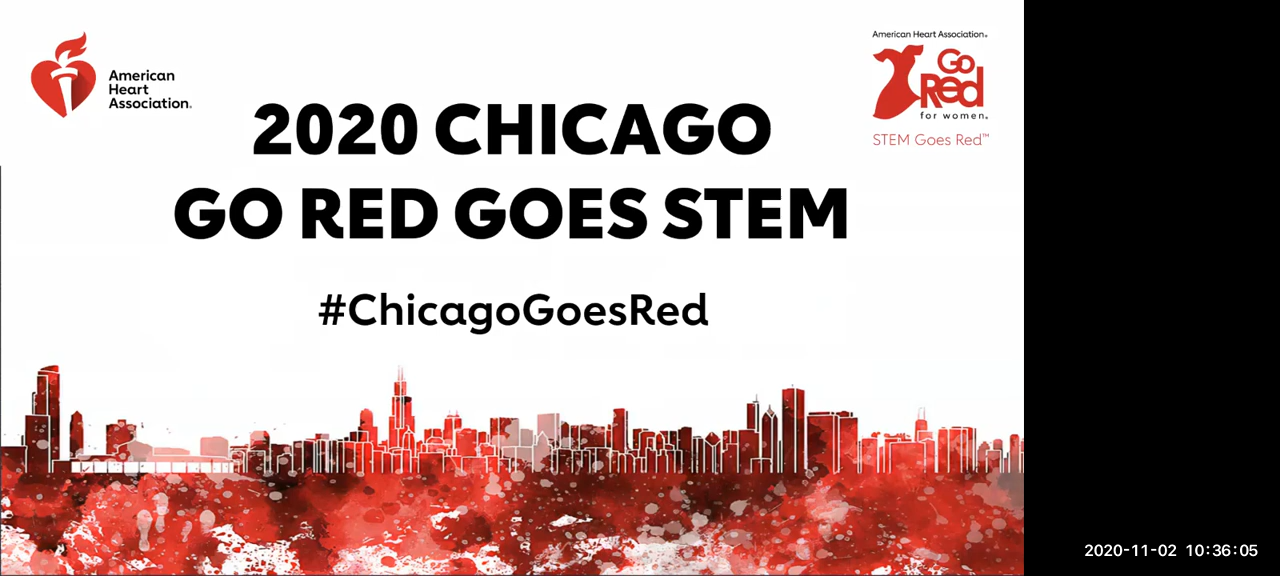 American
Heart
Association.
American Heart Association.
Go
Red
for women.
STEM Goes Red™
2020 CHICAGO
GO RED GOES STEM
#ChicagoGoesRed
2020-11-02 10:36:05